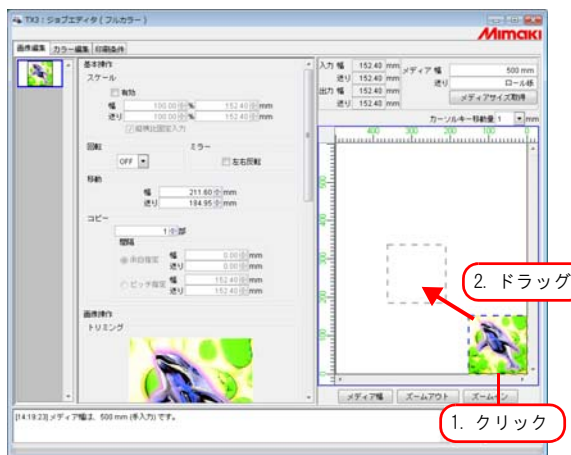 TX3 : ジョブエディタ ( フルカラー )
Mimaki
画像編集 カラー編集 印刷条件
基本操作
スケール
有効
幅 100.00 % 152.40 mm
送り 100.00 % 152.40 mm
縦横比固定入力
回転 ミラー
OFF 左右反転
移動
幅 211.60 mm
送り 184.95 mm
コピー
1 部
間隔
余白指定 幅 0.00 mm
送り 0.00 mm
ピッチ指定 幅 152.40 mm
送り 152.40 mm
画像操作
トリミング
入力 幅 152.40 mm メディア 幅 500 mm
送り 152.40 mm 送り ロール紙
出力 幅 152.40 mm メディアサイズ取得
送り 152.40 mm
カーソルキー移動量 1 mm
400 300 200 100 0
500
400
300
200
100
0
2. ドラッグ
メディア幅 ズームアウト ズームイン
1. クリック
[14:19:23] メディア幅は、500 mm (手入力) です。